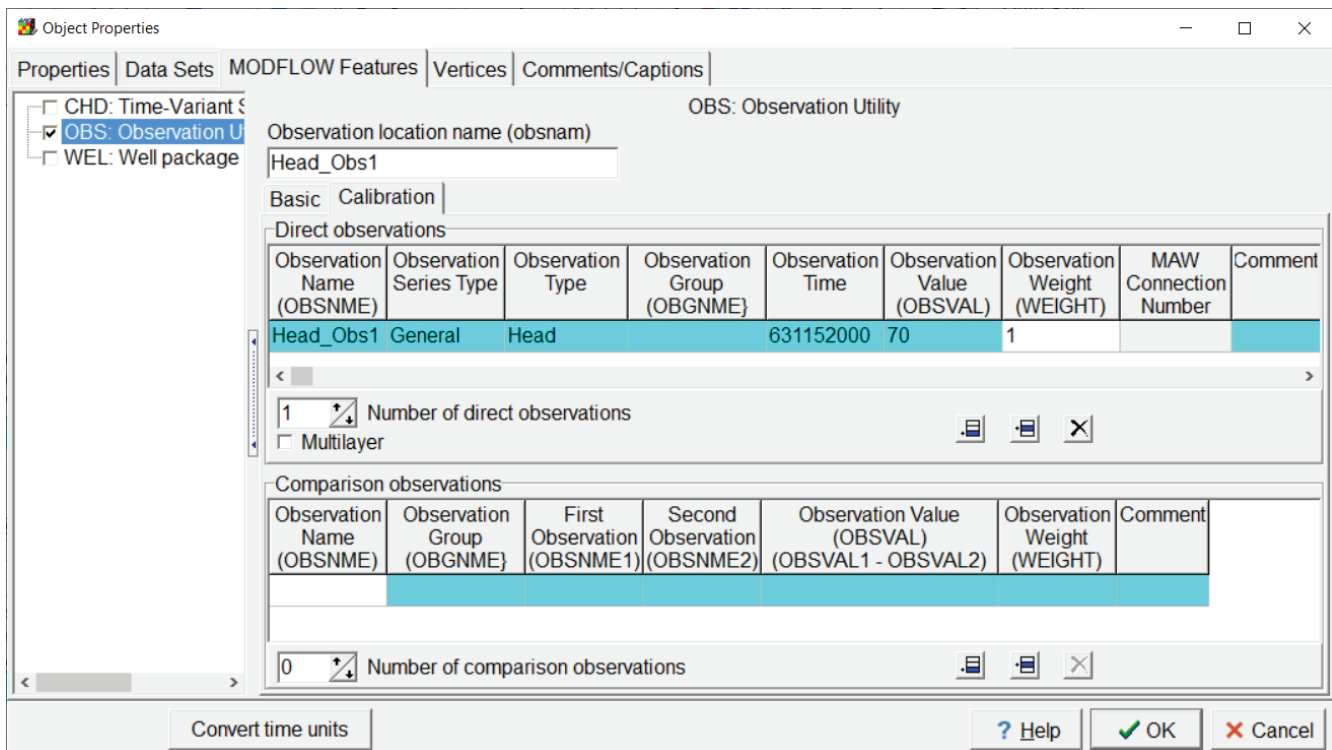 Object Properties
Properties Data Sets MODFLOW Features Vertices Comments/Captions
CHD: Time-Variant S
OBS: Observation Ut
WEL: Well package
OBS: Observation Utility
Observation location name (obsnam)
Head_Obs1
Basic Calibration
Direct observations
Observation Name (OBSNME) Observation Series Type Observation Type Observation Group (OBGNME} Observation Time Observation Value (OBSVAL) Observation Weight (WEIGHT) MAW Connection Number Comment
Head_Obs1 General Head 631152000 70 1
1 Number of direct observations
Multilayer
Comparison observations
Observation Name (OBSNME) Observation Group (OBGNME} First Observation (OBSNME1) Second Observation (OBSNME2) Observation Value (OBSVAL) (OBSVAL1 - OBSVAL2) Observation Weight (WEIGHT) Comment
0 Number of comparison observations
Convert time units ? Help OK Cancel